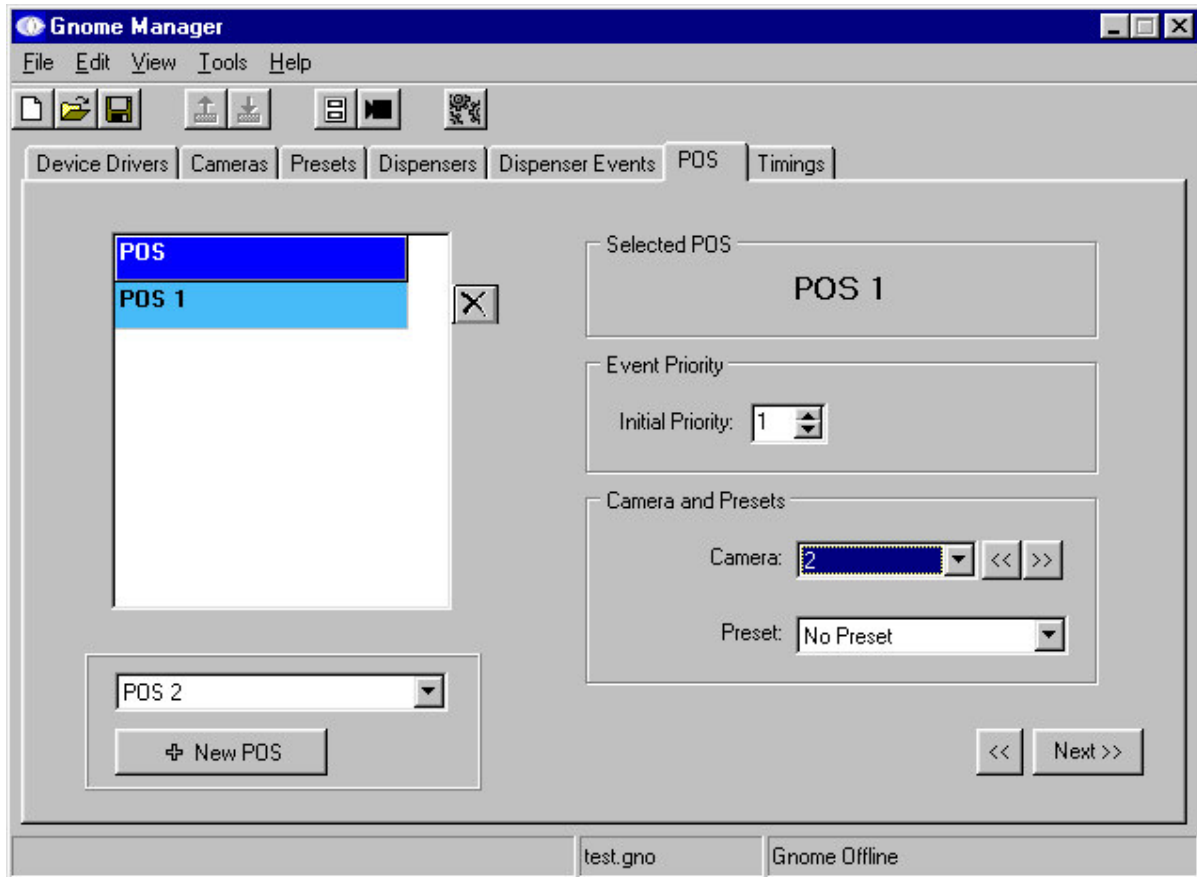 Gnome Manager
File Edit View Tools Help
Device Drivers Cameras Presets Dispensers Dispenser Events POS Timings
POS
POS 1
Selected POS
POS 1
Event Priority
Initial Priority: 1
Camera and Presets
Camera: 2 << >>
Preset: No Preset
POS 2
New POS
<< Next >>
test.gno Gnome Offline